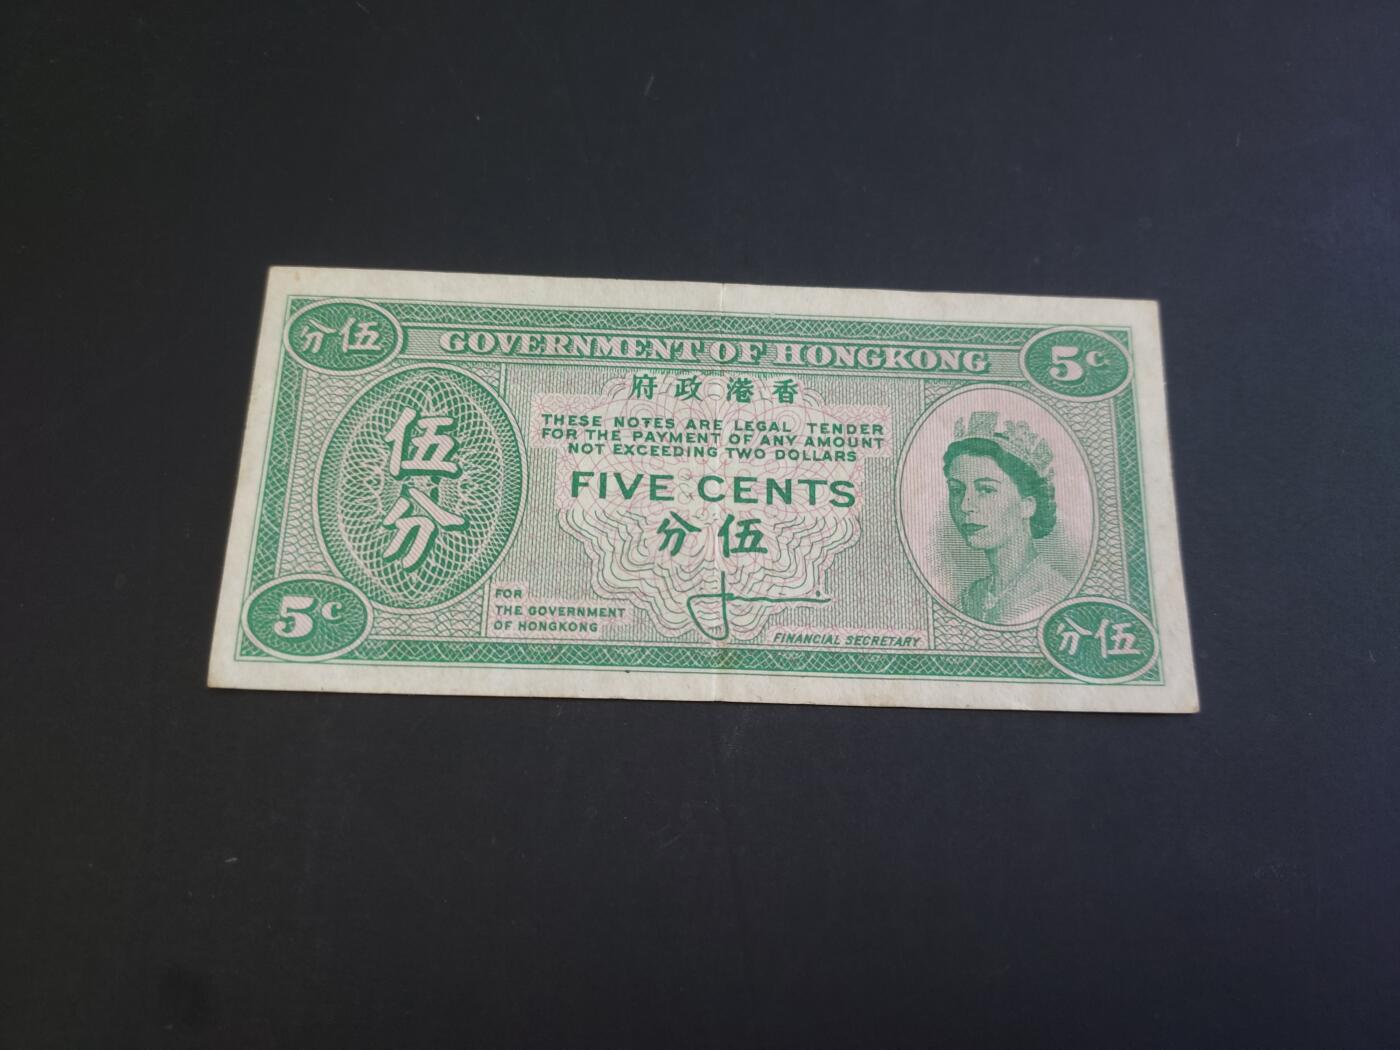 分伍
GOVERNMENT OF HONGKONG
5c
府政港香
THESE NOTES ARE LEGAL TENDER
FOR THE PAYMENT OF ANY AMOUNT
NOT EXCEEDING TWO DOLLARS
伍
分
FIVE CENTS
分伍
5c
FOR
THE GOVERNMENT
OF HONGKONG
FINANCIAL SECRETARY
分伍